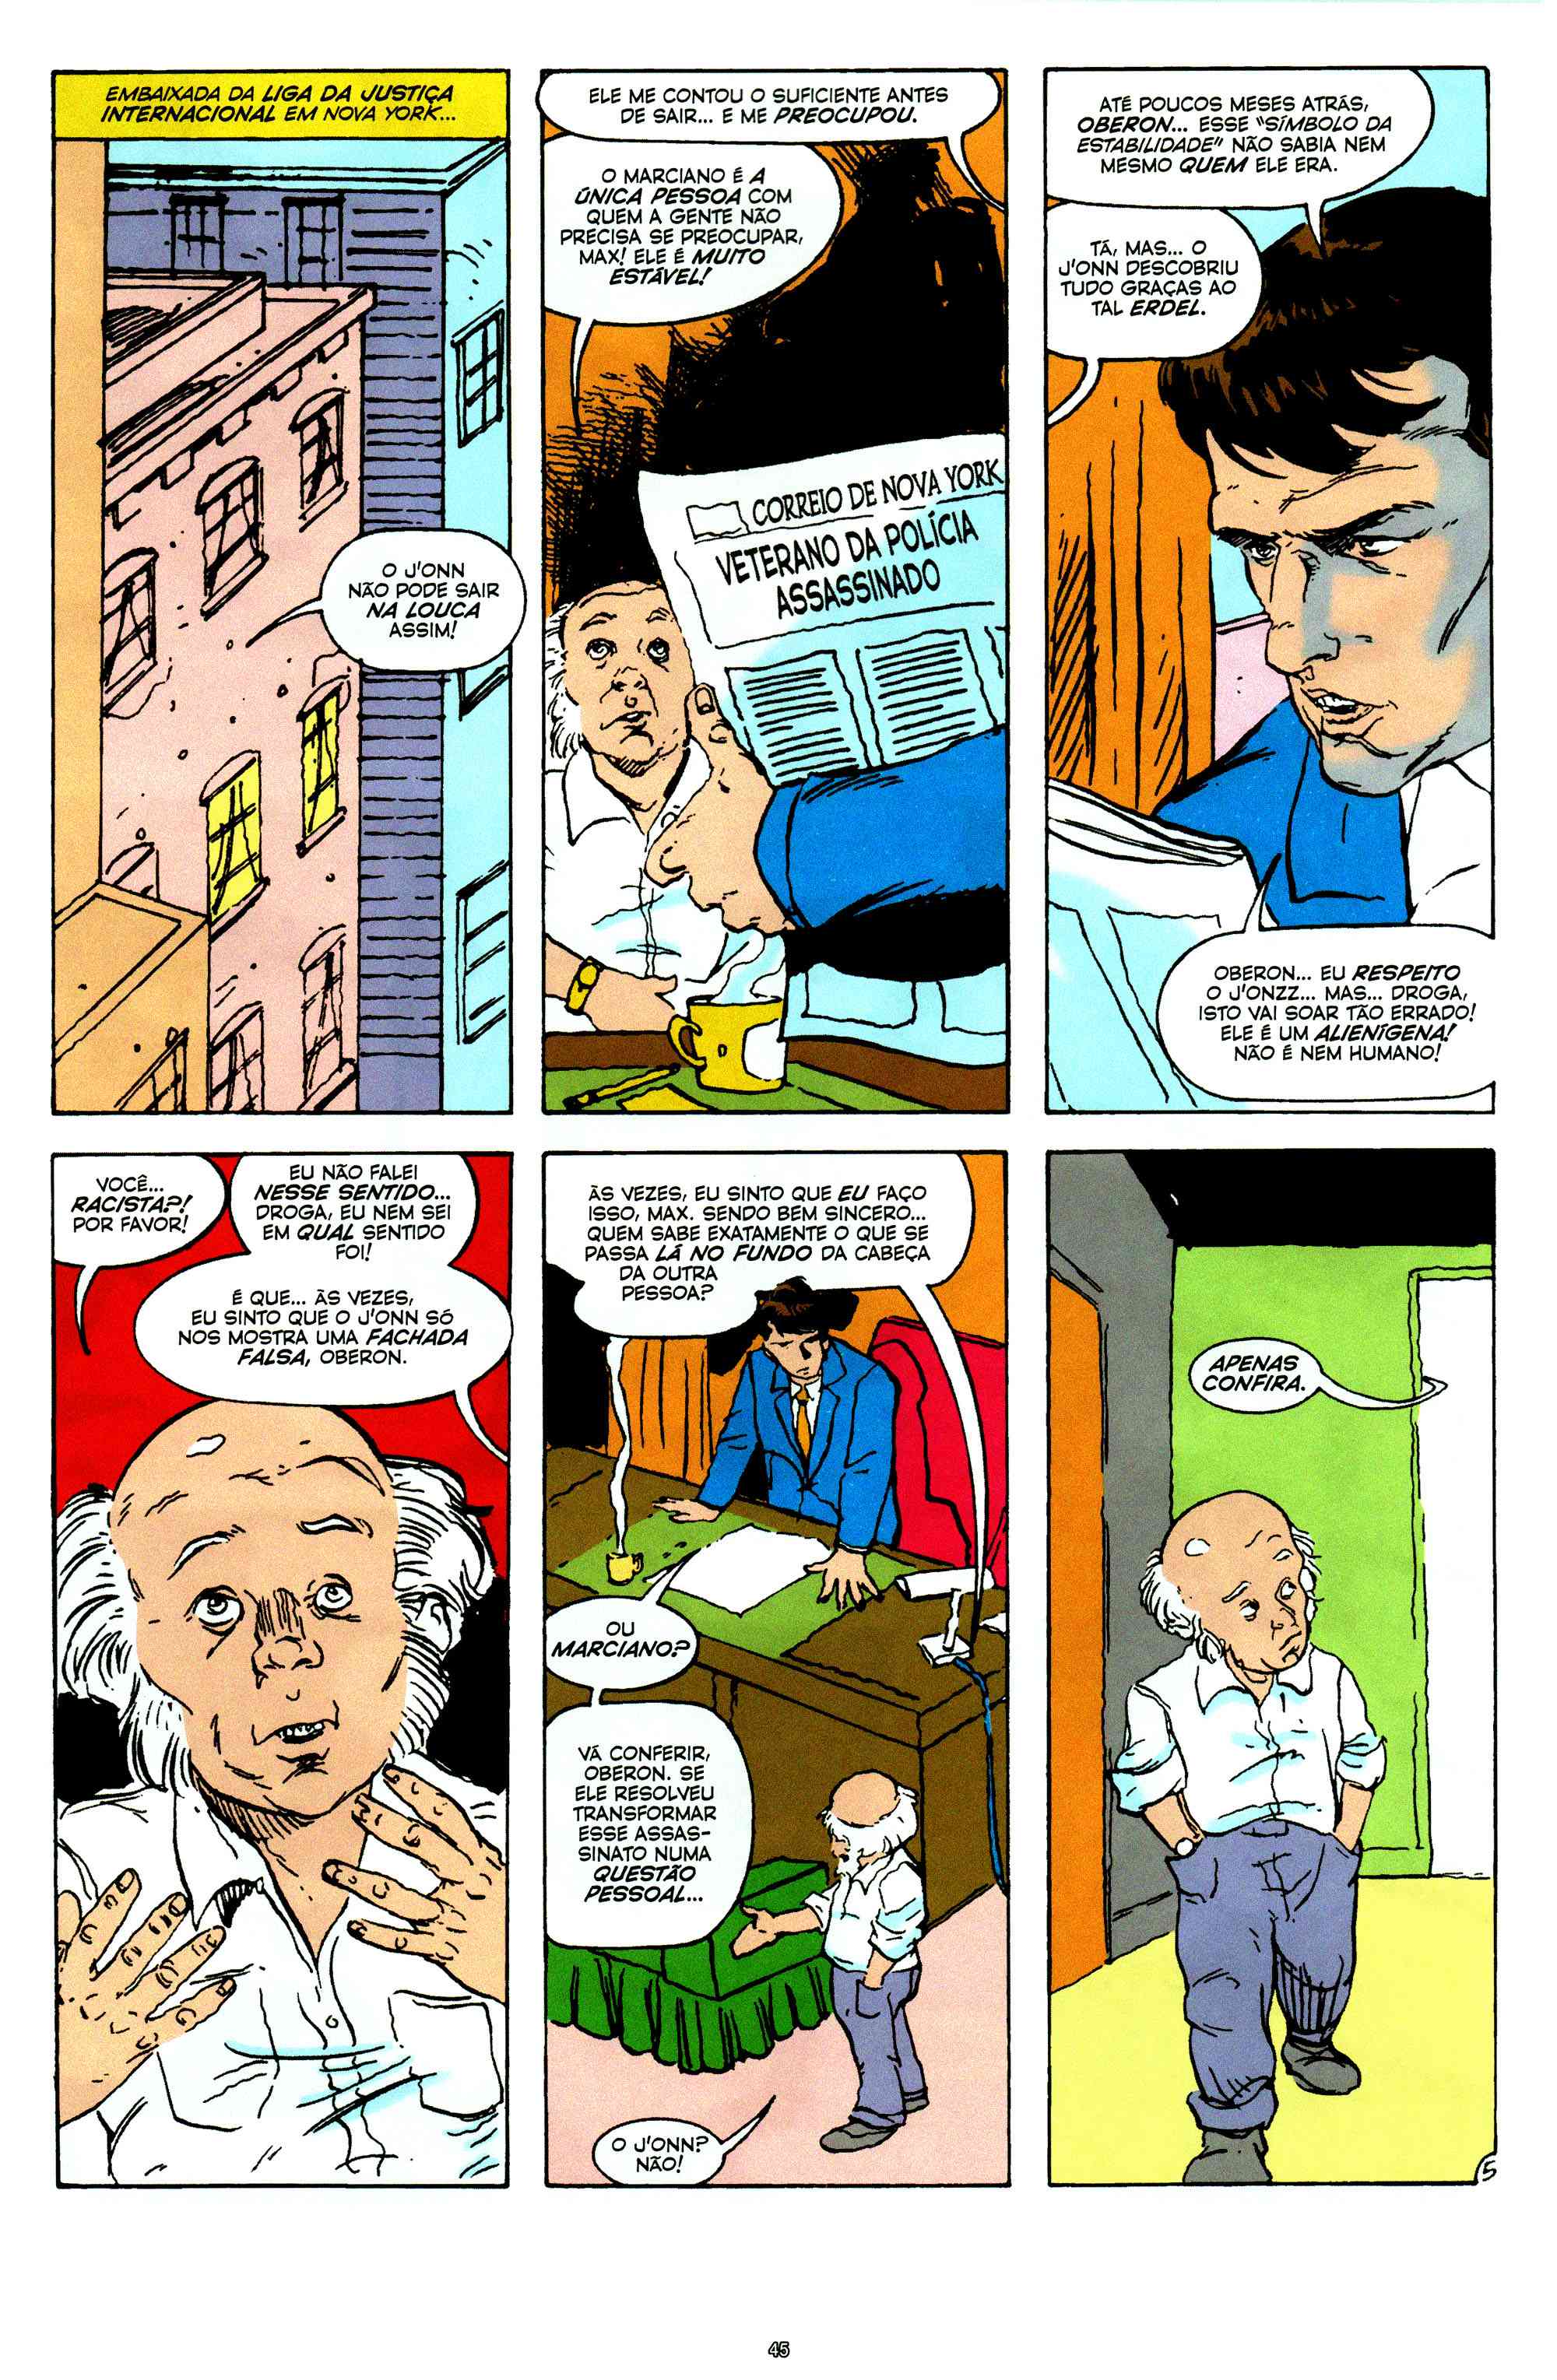 EMBAIXADA DA LIGA DA JUSTIÇA
INTERNACIONAL EM NOVA YORK...
O J'ONN
NÃO PODE SAIR
NA LOUCA
ASSIM!
ELE ME CONTOU O SUFICIENTE ANTES
DE SAIR... E ME PREOCUPOU.
O MARCIANO É A
ÚNICA PESSOA COM
QUEM A GENTE NÃO
PRECISA SE PREOCUPAR,
MAX! ELE É MUITO
ESTÁVEL!
CORREIO DE NOVA YORK
VETERANO DA POLÍCIA
ASSASSINADO
ATÉ POUCOS MESES ATRÁS,
OBERON... ESSE "SÍMBOLO DA
ESTABILIDADE" NÃO SABIA NEM
MESMO QUEM ELE ERA.
TÁ, MAS... O
J'ONN DESCOBRIU
TUDO GRAÇAS AO
TAL ERDEL.
OBERON... EU RESPEITO
O J'ONZZ... MAS... DROGA,
ISTO VAI SOAR TÃO ERRADO!
ELE É UM ALIENÍGENA!
NÃO É NEM HUMANO!
VOCÊ...
RACISTA?!
POR FAVOR!
EU NÃO FALEI
NESSE SENTIDO...
DROGA, EU NEM SEI
EM QUAL SENTIDO
FOI!
É QUE... ÀS VEZES,
EU SINTO QUE O J'ONN SÓ
NOS MOSTRA UMA FACHADA
FALSA, OBERON.
ÀS VEZES, EU SINTO QUE EU FAÇO
ISSO, MAX. SENDO BEM SINCERO...
QUEM SABE EXATAMENTE O QUE SE
PASSA LÁ NO FUNDO DA CABEÇA
DA OUTRA
PESSOA?
OU
MARCIANO?
VÁ CONFERIR,
OBERON. SE
ELE RESOLVEU
TRANSFORMAR
ESSE ASSAS-
SINATO NUMA
QUESTÃO
PESSOAL...
O J'ONN?
NÃO!
APENAS
CONFIRA.
5
45